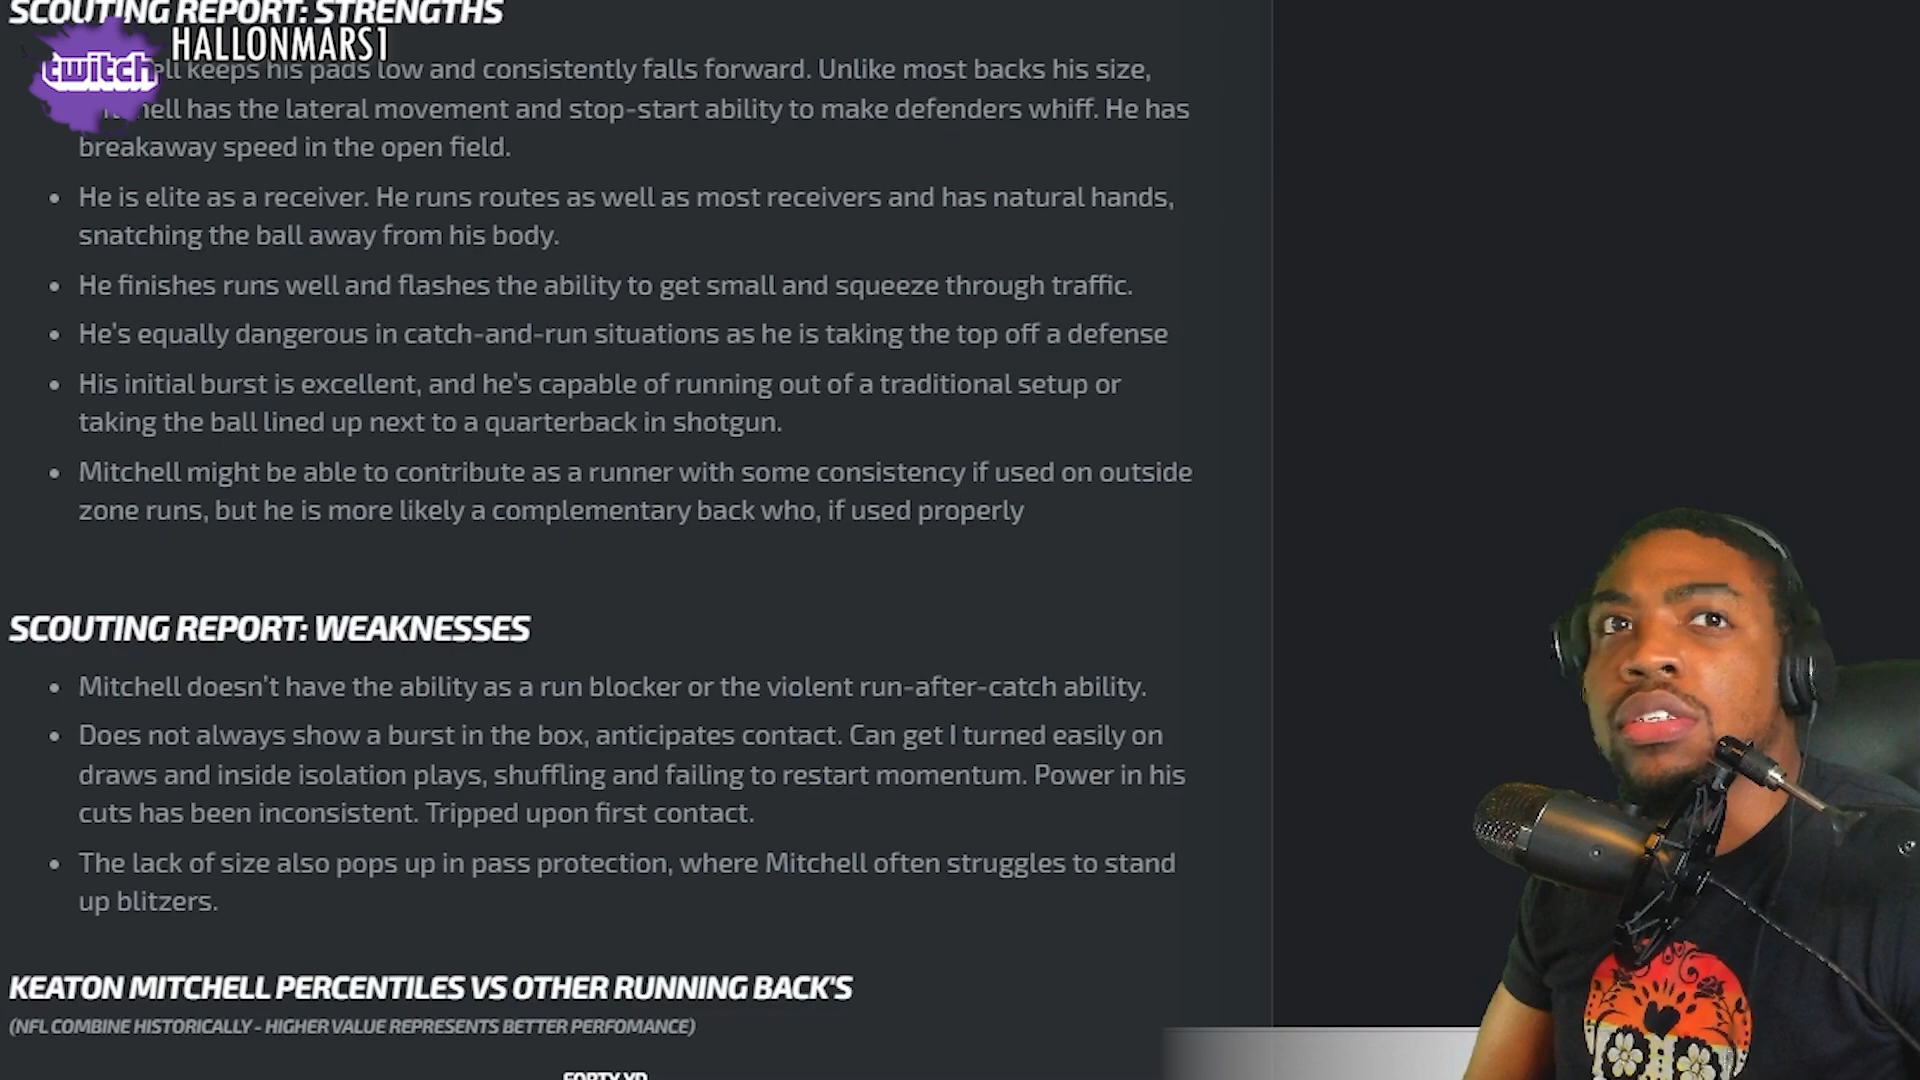 SCOUTING REPORT: STRENGTHS
twitch
HALLONMARS1
keeps his pads low and consistently falls forward. Unlike most backs his size,
has the lateral movement and stop-start ability to make defenders whiff. He has
breakaway speed in the open field.
• He is elite as a receiver. He runs routes as well as most receivers and has natural hands,
snatching the ball away from his body.
• He finishes runs well and flashes the ability to get small and squeeze through traffic.
• He's equally dangerous in catch-and-run situations as he is taking the top off a defense
• His initial burst is excellent, and he's capable of running out of a traditional setup or
taking the ball lined up next to a quarterback in shotgun.
• Mitchell might be able to contribute as a runner with some consistency if used on outside
zone runs, but he is more likely a complementary back who, if used properly
SCOUTING REPORT: WEAKNESSES
• Mitchell doesn't have the ability as a run blocker or the violent run-after-catch ability.
• Does not always show a burst in the box, anticipates contact. Can get I turned easily on
draws and inside isolation plays, shuffling and failing to restart momentum. Power in his
cuts has been inconsistent. Tripped upon first contact.
• The lack of size also pops up in pass protection, where Mitchell often struggles to stand
up blitzers.
KEATON MITCHELL PERCENTILES VS OTHER RUNNING BACK'S
(NFL COMBINE HISTORICALLY - HIGHER VALUE REPRESENTS BETTER PERFOMANCE)
FORTY YD